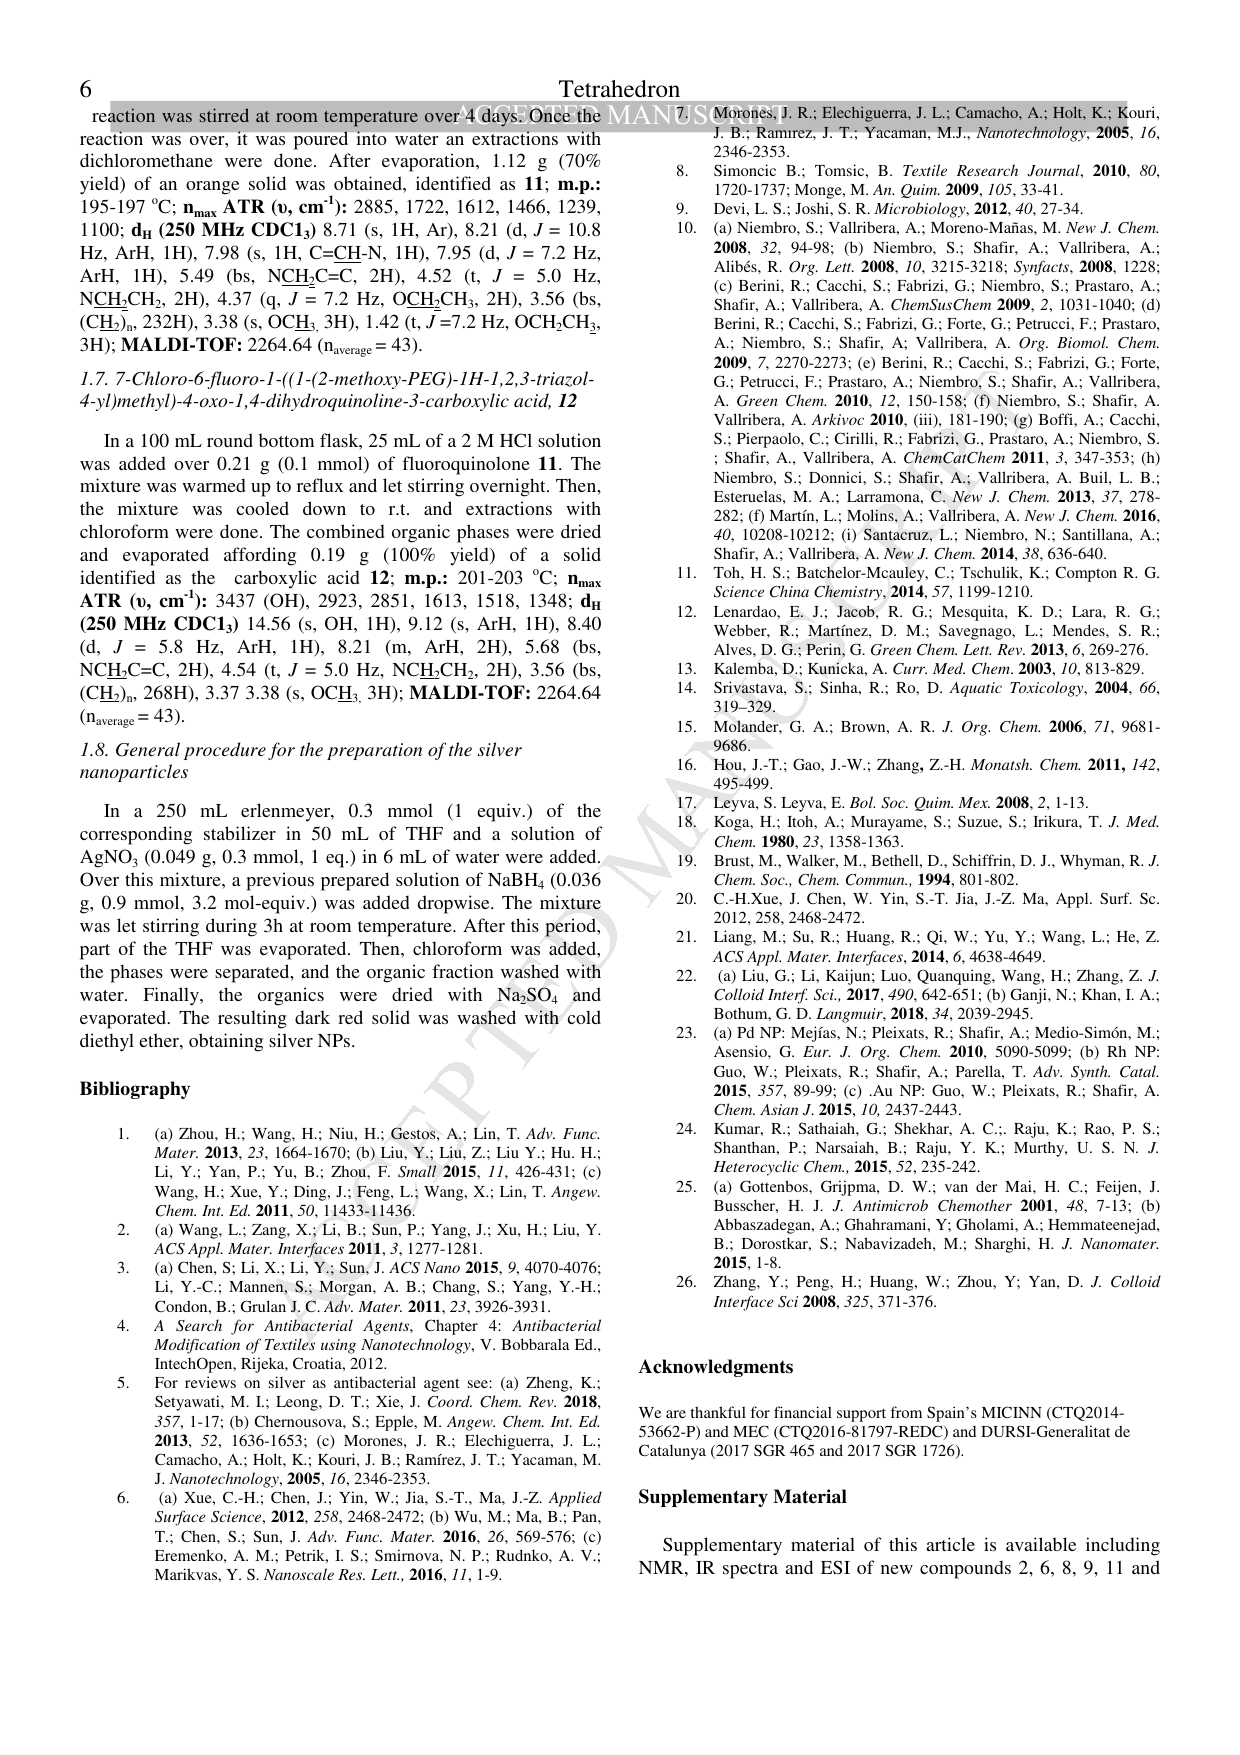 6
Tetrahedron
ACCEPTED MANUSCRIPT
reaction was stirred at room temperature over 4 days. Once the
reaction was over, it was poured into water an extractions with
dichloromethane were done. After evaporation, 1.12 g (70%
yield) of an orange solid was obtained, identified as 11; m.p.:
195-197 ºC; nmax ATR (υ, cm-1): 2885, 1722, 1612, 1466, 1239,
1100; dH (250 MHz CDC13) 8.71 (s, 1H, Ar), 8.21 (d, J = 10.8
Hz, ArH, 1H), 7.98 (s, 1H, C=CH-N, 1H), 7.95 (d, J = 7.2 Hz,
ArH, 1H), 5.49 (bs, NCH2C=C, 2H), 4.52 (t, J = 5.0 Hz,
NCH2CH2, 2H), 4.37 (q, J = 7.2 Hz, OCH2CH3, 2H), 3.56 (bs,
(CH2)n, 232H), 3.38 (s, OCH3, 3H), 1.42 (t, J =7.2 Hz, OCH2CH3,
3H); MALDI-TOF: 2264.64 (naverage = 43).
1.7. 7-Chloro-6-fluoro-1-((1-(2-methoxy-PEG)-1H-1,2,3-triazol-
4-yl)methyl)-4-oxo-1,4-dihydroquinoline-3-carboxylic acid, 12
In a 100 mL round bottom flask, 25 mL of a 2 M HCl solution
was added over 0.21 g (0.1 mmol) of fluoroquinolone 11. The
mixture was warmed up to reflux and let stirring overnight. Then,
the mixture was cooled down to r.t. and extractions with
chloroform were done. The combined organic phases were dried
and evaporated affording 0.19 g (100% yield) of a solid
identified as the carboxylic acid 12; m.p.: 201-203 ºC; nmax
ATR (υ, cm-1): 3437 (OH), 2923, 2851, 1613, 1518, 1348; dH
(250 MHz CDC13) 14.56 (s, OH, 1H), 9.12 (s, ArH, 1H), 8.40
(d, J = 5.8 Hz, ArH, 1H), 8.21 (m, ArH, 2H), 5.68 (bs,
NCH2C=C, 2H), 4.54 (t, J = 5.0 Hz, NCH2CH2, 2H), 3.56 (bs,
(CH2)n, 268H), 3.37 3.38 (s, OCH3, 3H); MALDI-TOF: 2264.64
(naverage = 43).
1.8. General procedure for the preparation of the silver
nanoparticles
In a 250 mL erlenmeyer, 0.3 mmol (1 equiv.) of the
corresponding stabilizer in 50 mL of THF and a solution of
AgNO3 (0.049 g, 0.3 mmol, 1 eq.) in 6 mL of water were added.
Over this mixture, a previous prepared solution of NaBH4 (0.036
g, 0.9 mmol, 3.2 mol-equiv.) was added dropwise. The mixture
was let stirring during 3h at room temperature. After this period,
part of the THF was evaporated. Then, chloroform was added,
the phases were separated, and the organic fraction washed with
water. Finally, the organics were dried with Na2SO4 and
evaporated. The resulting dark red solid was washed with cold
diethyl ether, obtaining silver NPs.
Bibliography
1. (a) Zhou, H.; Wang, H.; Niu, H.; Gestos, A.; Lin, T. Adv. Func.
Mater. 2013, 23, 1664-1670; (b) Liu, Y.; Liu, Z.; Liu Y.; Hu. H.;
Li, Y.; Yan, P.; Yu, B.; Zhou, F. Small 2015, 11, 426-431; (c)
Wang, H.; Xue, Y.; Ding, J.; Feng, L.; Wang, X.; Lin, T. Angew.
Chem. Int. Ed. 2011, 50, 11433-11436.
2. (a) Wang, L.; Zang, X.; Li, B.; Sun, P.; Yang, J.; Xu, H.; Liu, Y.
ACS Appl. Mater. Interfaces 2011, 3, 1277-1281.
3. (a) Chen, S; Li, X.; Li, Y.; Sun, J. ACS Nano 2015, 9, 4070-4076;
Li, Y.-C.; Mannen, S.; Morgan, A. B.; Chang, S.; Yang, Y.-H.;
Condon, B.; Grulan J. C. Adv. Mater. 2011, 23, 3926-3931.
4. A Search for Antibacterial Agents, Chapter 4: Antibacterial
Modification of Textiles using Nanotechnology, V. Bobbarala Ed.,
IntechOpen, Rijeka, Croatia, 2012.
5. For reviews on silver as antibacterial agent see: (a) Zheng, K.;
Setyawati, M. I.; Leong, D. T.; Xie, J. Coord. Chem. Rev. 2018,
357, 1-17; (b) Chernousova, S.; Epple, M. Angew. Chem. Int. Ed.
2013, 52, 1636-1653; (c) Morones, J. R.; Elechiguerra, J. L.;
Camacho, A.; Holt, K.; Kouri, J. B.; Ramírez, J. T.; Yacaman, M.
J. Nanotechnology, 2005, 16, 2346-2353.
6. (a) Xue, C.-H.; Chen, J.; Yin, W.; Jia, S.-T., Ma, J.-Z. Applied
Surface Science, 2012, 258, 2468-2472; (b) Wu, M.; Ma, B.; Pan,
T.; Chen, S.; Sun, J. Adv. Func. Mater. 2016, 26, 569-576; (c)
Eremenko, A. M.; Petrik, I. S.; Smirnova, N. P.; Rudnko, A. V.;
Marikvas, Y. S. Nanoscale Res. Lett., 2016, 11, 1-9.
7. Morones, J. R.; Elechiguerra, J. L.; Camacho, A.; Holt, K.; Kouri,
J. B.; Ramırez, J. T.; Yacaman, M.J., Nanotechnology, 2005, 16,
2346-2353.
8. Simoncic B.; Tomsic, B. Textile Research Journal, 2010, 80,
1720-1737; Monge, M. An. Quim. 2009, 105, 33-41.
9. Devi, L. S.; Joshi, S. R. Microbiology, 2012, 40, 27-34.
10. (a) Niembro, S.; Vallribera, A.; Moreno-Mañas, M. New J. Chem.
2008, 32, 94-98; (b) Niembro, S.; Shafir, A.; Vallribera, A.;
Alibés, R. Org. Lett. 2008, 10, 3215-3218; Synfacts, 2008, 1228;
(c) Berini, R.; Cacchi, S.; Fabrizi, G.; Niembro, S.; Prastaro, A.;
Shafir, A.; Vallribera, A. ChemSusChem 2009, 2, 1031-1040; (d)
Berini, R.; Cacchi, S.; Fabrizi, G.; Forte, G.; Petrucci, F.; Prastaro,
A.; Niembro, S.; Shafir, A; Vallribera, A. Org. Biomol. Chem.
2009, 7, 2270-2273; (e) Berini, R.; Cacchi, S.; Fabrizi, G.; Forte,
G.; Petrucci, F.; Prastaro, A.; Niembro, S.; Shafir, A.; Vallribera,
A. Green Chem. 2010, 12, 150-158; (f) Niembro, S.; Shafir, A.
Vallribera, A. Arkivoc 2010, (iii), 181-190; (g) Boffi, A.; Cacchi,
S.; Pierpaolo, C.; Cirilli, R.; Fabrizi, G., Prastaro, A.; Niembro, S.
; Shafir, A., Vallribera, A. ChemCatChem 2011, 3, 347-353; (h)
Niembro, S.; Donnici, S.; Shafir, A.; Vallribera, A. Buil, L. B.;
Esteruelas, M. A.; Larramona, C. New J. Chem. 2013, 37, 278-
282; (f) Martín, L.; Molins, A.; Vallribera, A. New J. Chem. 2016,
40, 10208-10212; (i) Santacruz, L.; Niembro, N.; Santillana, A.;
Shafir, A.; Vallribera, A. New J. Chem. 2014, 38, 636-640.
11. Toh, H. S.; Batchelor-Mcauley, C.; Tschulik, K.; Compton R. G.
Science China Chemistry, 2014, 57, 1199-1210.
12. Lenardao, E. J.; Jacob, R. G.; Mesquita, K. D.; Lara, R. G.;
Webber, R.; Martínez, D. M.; Savegnago, L.; Mendes, S. R.;
Alves, D. G.; Perin, G. Green Chem. Lett. Rev. 2013, 6, 269-276.
13. Kalemba, D.; Kunicka, A. Curr. Med. Chem. 2003, 10, 813-829.
14. Srivastava, S.; Sinha, R.; Ro, D. Aquatic Toxicology, 2004, 66,
319–329.
15. Molander, G. A.; Brown, A. R. J. Org. Chem. 2006, 71, 9681-
9686.
16. Hou, J.-T.; Gao, J.-W.; Zhang, Z.-H. Monatsh. Chem. 2011, 142,
495-499.
17. Leyva, S. Leyva, E. Bol. Soc. Quim. Mex. 2008, 2, 1-13.
18. Koga, H.; Itoh, A.; Murayame, S.; Suzue, S.; Irikura, T. J. Med.
Chem. 1980, 23, 1358-1363.
19. Brust, M., Walker, M., Bethell, D., Schiffrin, D. J., Whyman, R. J.
Chem. Soc., Chem. Commun., 1994, 801-802.
20. C.-H.Xue, J. Chen, W. Yin, S.-T. Jia, J.-Z. Ma, Appl. Surf. Sc.
2012, 258, 2468-2472.
21. Liang, M.; Su, R.; Huang, R.; Qi, W.; Yu, Y.; Wang, L.; He, Z.
ACS Appl. Mater. Interfaces, 2014, 6, 4638-4649.
22. (a) Liu, G.; Li, Kaijun; Luo, Quanquing, Wang, H.; Zhang, Z. J.
Colloid Interf. Sci., 2017, 490, 642-651; (b) Ganji, N.; Khan, I. A.;
Bothum, G. D. Langmuir, 2018, 34, 2039-2945.
23. (a) Pd NP: Mejías, N.; Pleixats, R.; Shafir, A.; Medio-Simón, M.;
Asensio, G. Eur. J. Org. Chem. 2010, 5090-5099; (b) Rh NP:
Guo, W.; Pleixats, R.; Shafir, A.; Parella, T. Adv. Synth. Catal.
2015, 357, 89-99; (c) .Au NP: Guo, W.; Pleixats, R.; Shafir, A.
Chem. Asian J. 2015, 10, 2437-2443.
24. Kumar, R.; Sathaiah, G.; Shekhar, A. C.;. Raju, K.; Rao, P. S.;
Shanthan, P.; Narsaiah, B.; Raju, Y. K.; Murthy, U. S. N. J.
Heterocyclic Chem., 2015, 52, 235-242.
25. (a) Gottenbos, Grijpma, D. W.; van der Mai, H. C.; Feijen, J.
Busscher, H. J. J. Antimicrob Chemother 2001, 48, 7-13; (b)
Abbaszadegan, A.; Ghahramani, Y; Gholami, A.; Hemmateenejad,
B.; Dorostkar, S.; Nabavizadeh, M.; Sharghi, H. J. Nanomater.
2015, 1-8.
26. Zhang, Y.; Peng, H.; Huang, W.; Zhou, Y; Yan, D. J. Colloid
Interface Sci 2008, 325, 371-376.
Acknowledgments
We are thankful for financial support from Spain’s MICINN (CTQ2014-
53662-P) and MEC (CTQ2016-81797-REDC) and DURSI-Generalitat de
Catalunya (2017 SGR 465 and 2017 SGR 1726).
Supplementary Material
Supplementary material of this article is available including
NMR, IR spectra and ESI of new compounds 2, 6, 8, 9, 11 and
ACCEPTED MANUSCRIPT